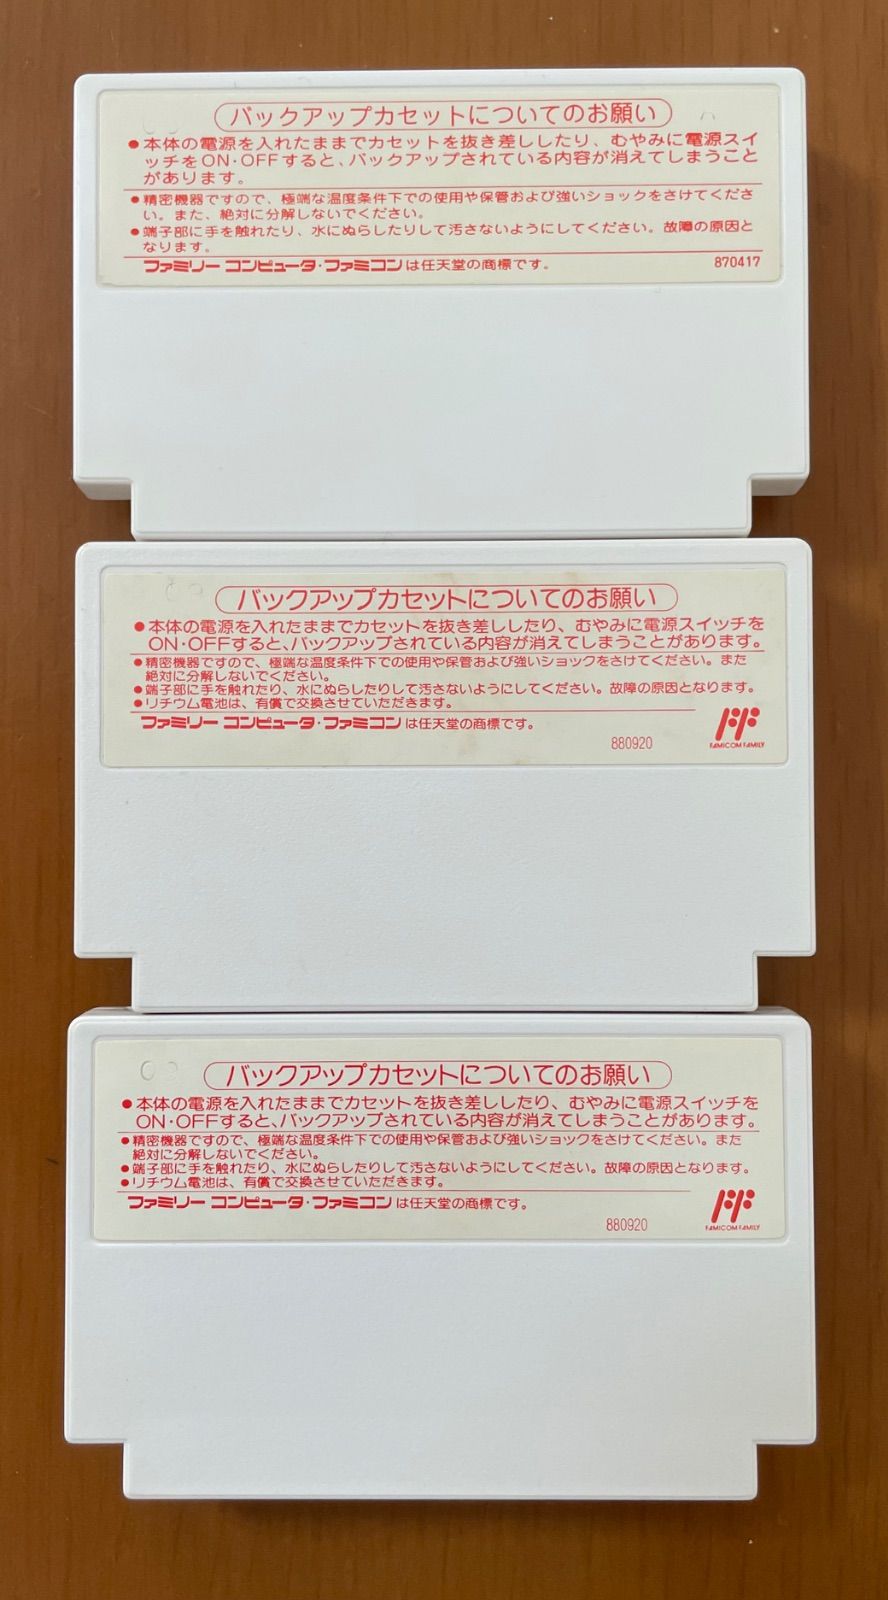 バックアップカセットについてのお願い
●本体の電源を入れたままでカセットを抜き差ししたり、むやみに電源スイ
ッチをON・OFFすると、バックアップされている内容が消えてしまうこと
があります。
●精密機器ですので、極端な温度条件下での使用や保管および強いショックをさけてくださ
い。また、絶対に分解しないでください。
●端子部に手を触れたり、水にぬらしたりして汚さないようにしてください。故障の原因と
なります。
ファミリー コンピュータ・ファミコンは任天堂の商標です。 870417
バックアップカセットについてのお願い
●本体の電源を入れたままでカセットを抜き差ししたり、むやみに電源スイッチを
ON・OFFすると、バックアップされている内容が消えてしまうことがあります。
●精密機器ですので、極端な温度条件下での使用や保管および強いショックをさけてください。また
絶対に分解しないでください。
●端子部に手を触れたり、水にぬらしたりして汚さないようにしてください。故障の原因となります。
●リチウム電池は、有償で交換させていただきます。
ファミリー コンピュータ・ファミコンは任天堂の商標です。
880920
FAMICOM FAMILY
バックアップカセットについてのお願い
●本体の電源を入れたままでカセットを抜き差ししたり、むやみに電源スイッチを
ON・OFFすると、バックアップされている内容が消えてしまうことがあります。
●精密機器ですので、極端な温度条件下での使用や保管および強いショックをさけてください。また
絶対に分解しないでください。
●端子部に手を触れたり、水にぬらしたりして汚さないようにしてください。故障の原因となります。
●リチウム電池は、有償で交換させていただきます。
ファミリー コンピュータ・ファミコンは任天堂の商標です。
880920
FAMICOM FAMILY